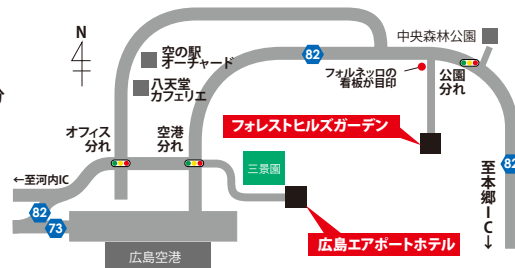 N
中央森林公園
空の駅
オーチャード
82
八天堂
カフェリエ
フォルネッロの
看板が目印
公園
分れ
分
フォレストヒルズガーデン
オフィス
分れ
空港
分れ
三景園
82
至本郷IC→
←至河内IC
82
73
広島エアポートホテル
広島空港